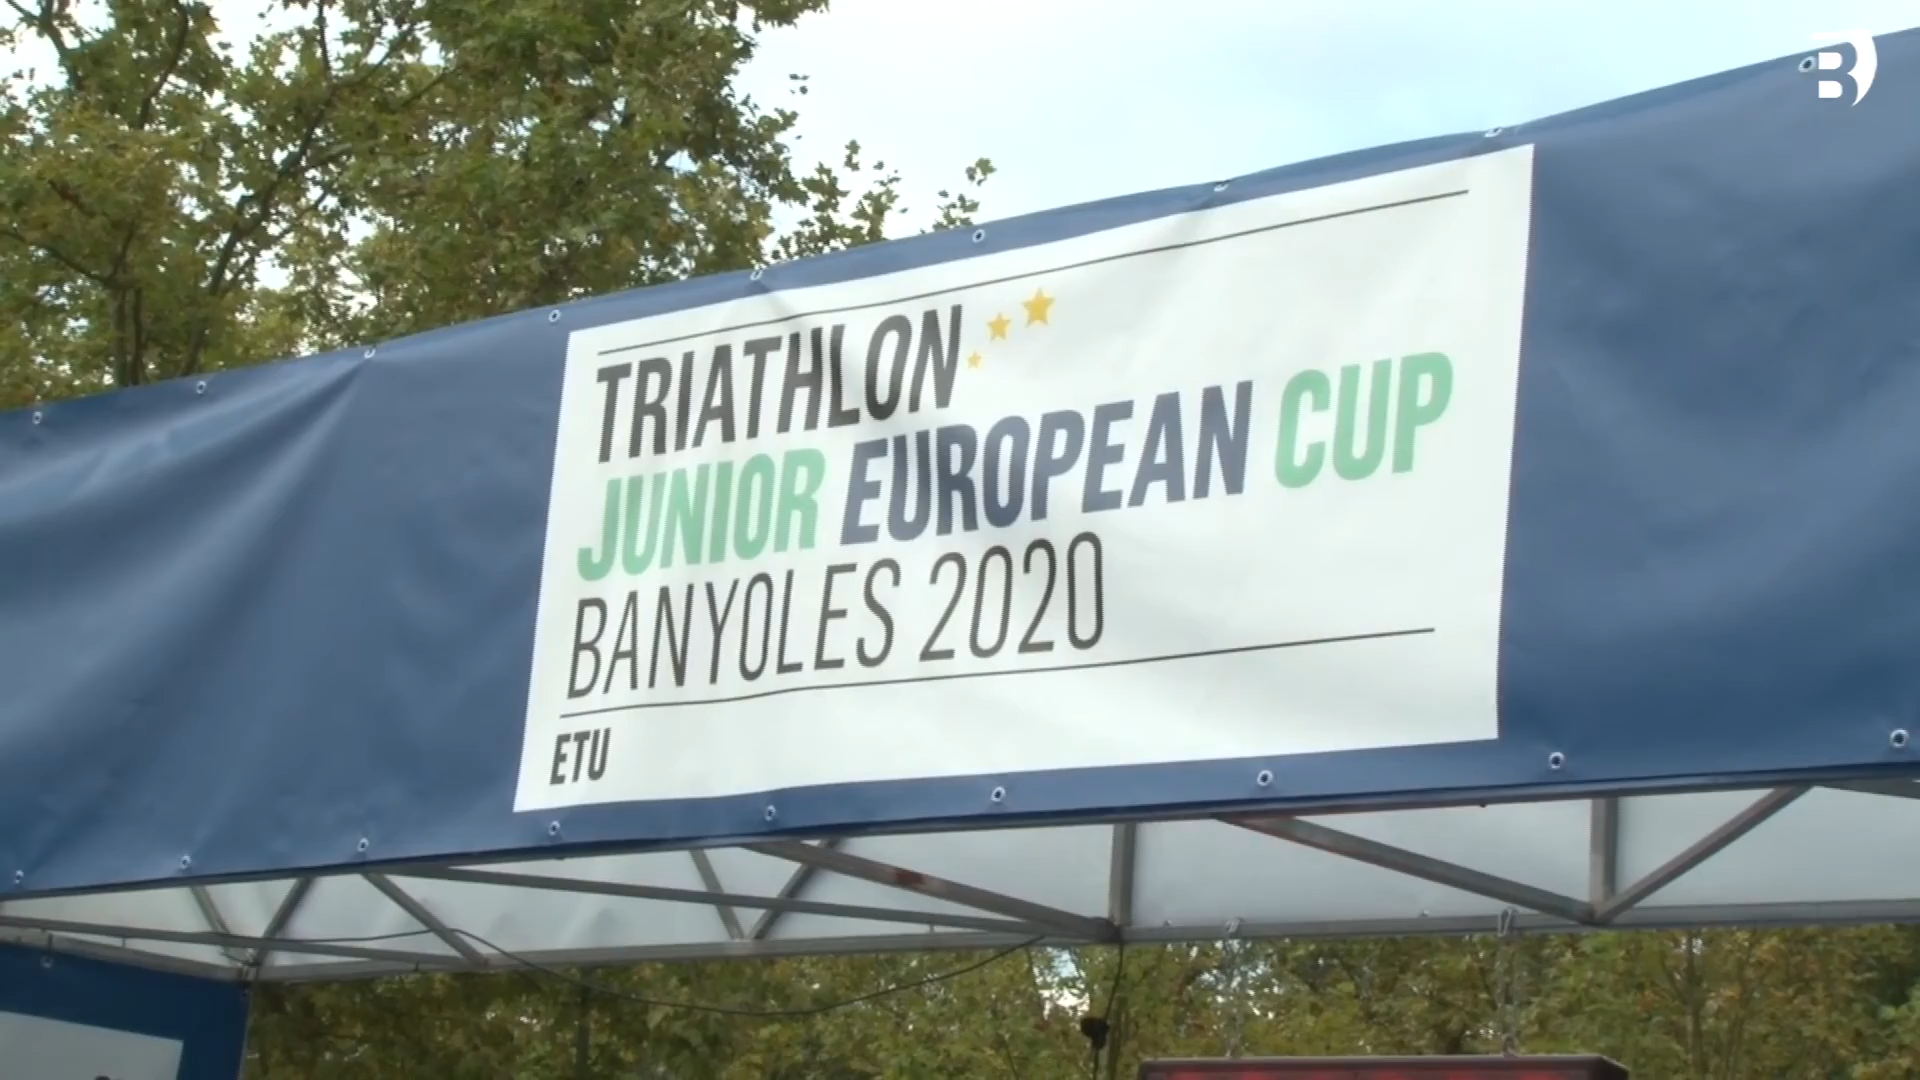 B
TRIATHLON
JUNIOR EUROPEAN CUP
BANYOLES 2020
ETU